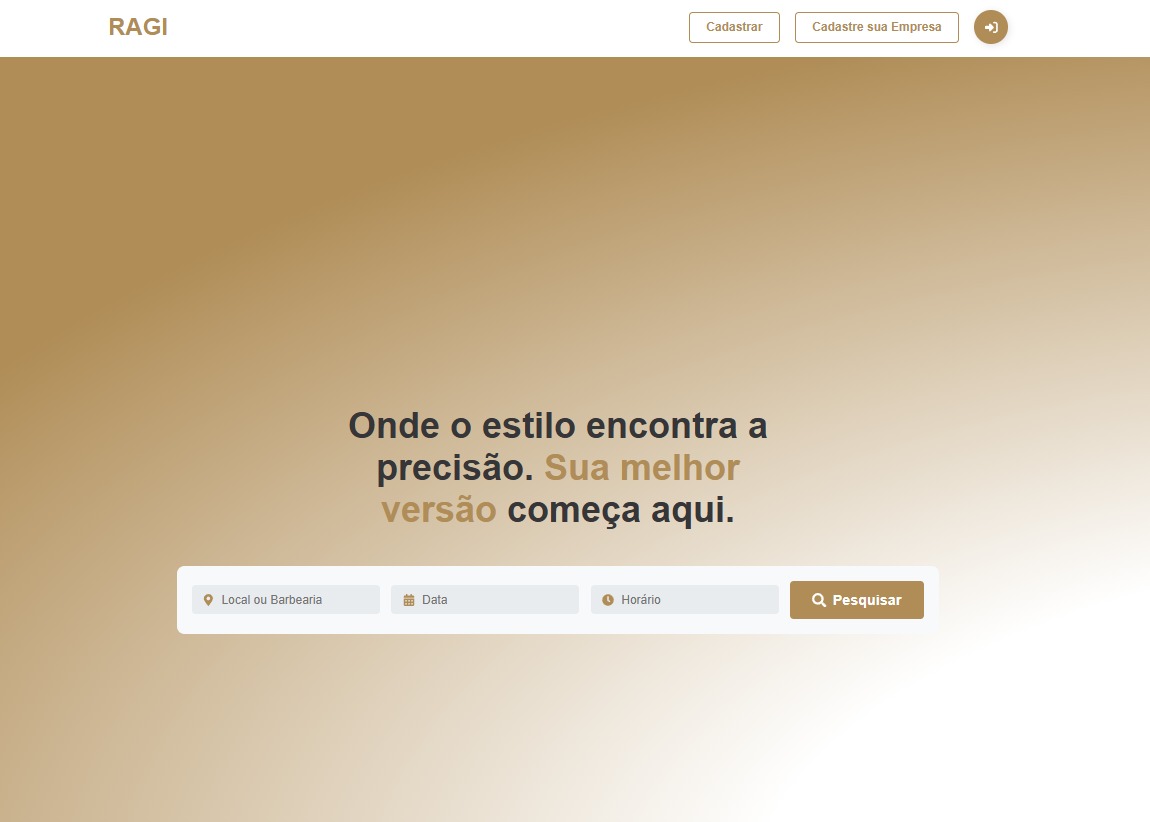 RAGI
Cadastrar
Cadastre sua Empresa
Onde o estilo encontra a
precisão. Sua melhor
versão começa aqui.
Local ou Barbearia
Data
Horário
Pesquisar